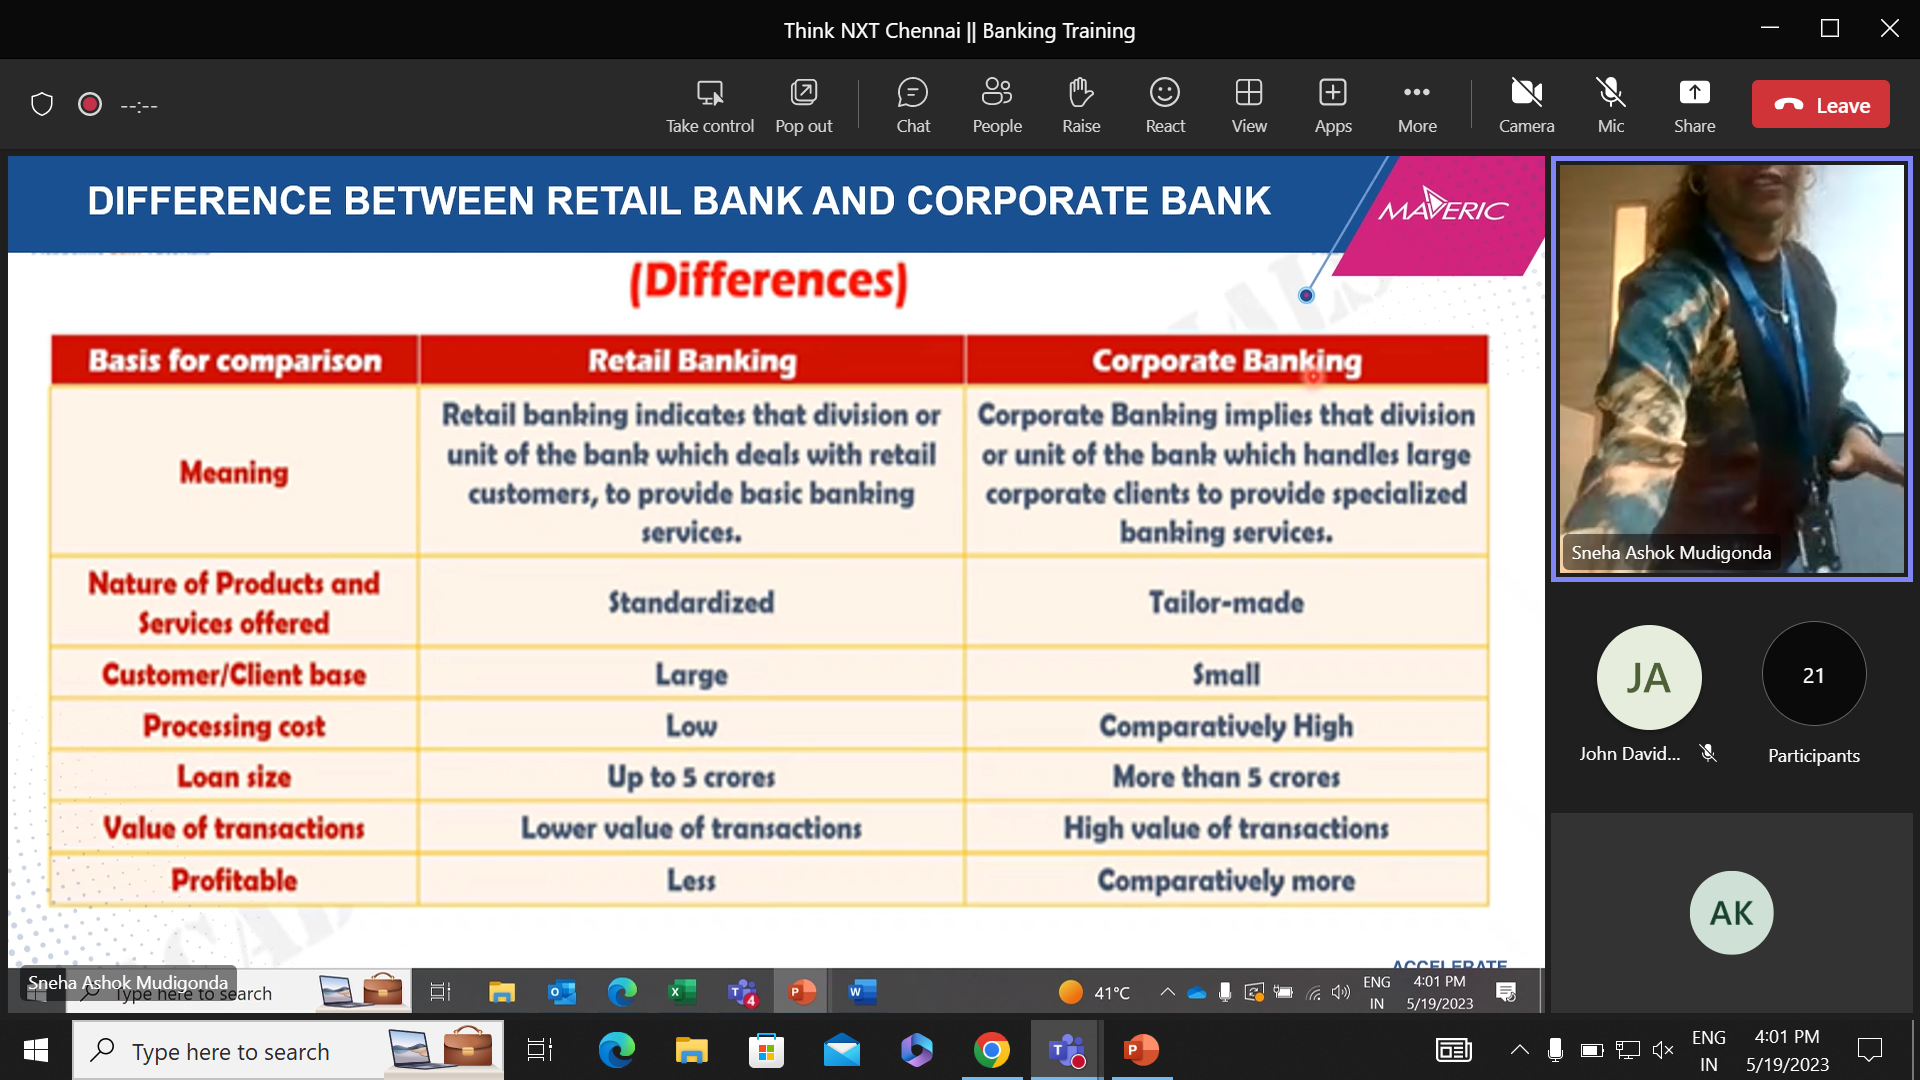 Think NXT Chennai || Banking Training
--:--
Take control
Pop out
Chat
People
Raise
React
View
Apps
More
Camera
Mic
Share
Leave
DIFFERENCE BETWEEN RETAIL BANK AND CORPORATE BANK
MAVERIC
(Differences)
Basis for comparison
Retail Banking
Corporate Banking
Meaning
Retail banking indicates that division or
unit of the bank which deals with retail
customers, to provide basic banking
services.
Corporate Banking implies that division
or unit of the bank which handles large
corporate clients to provide specialized
banking services.
Nature of Products and
Services offered
Standardized
Tailor-made
Customer/Client base
Large
Small
Processing cost
Low
Comparatively High
Loan size
Up to 5 crores
More than 5 crores
Value of transactions
Lower value of transactions
High value of transactions
Profitable
Less
Comparatively more
ACCELERATE
Sneha Ashok Mudigonda
JA
John David...
21
Participants
AK
Sneha Ashok Mudigonda
Type here to search
4
41°C
ENG
IN
4:01 PM
5/19/2023
Type here to search
ENG
IN
4:01 PM
5/19/2023